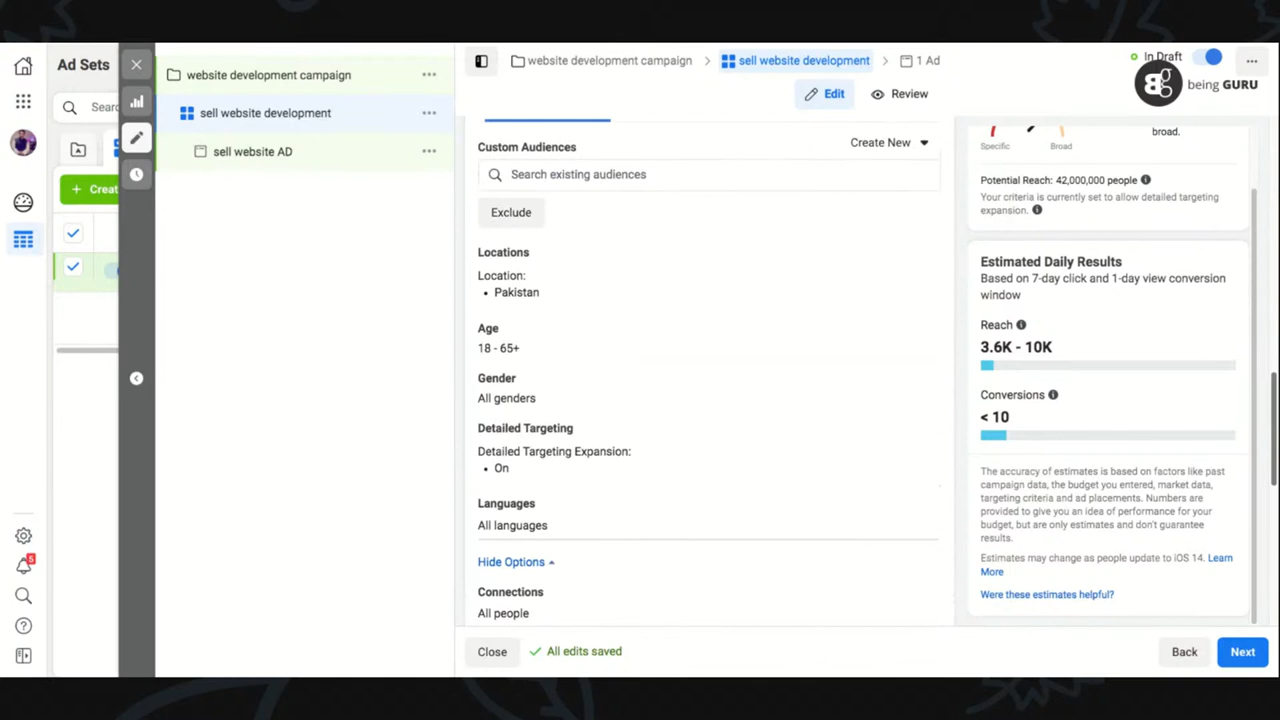 Ad Sets
Sear
Creat
website development campaign
sell website development
sell website AD
website development campaign
sell website development
1 Ad
In Draft
Edit
Review
being GURU
Custom Audiences
Create New
Search existing audiences
Exclude
Locations
Location:
• Pakistan
Age
18 - 65+
Gender
All genders
Detailed Targeting
Detailed Targeting Expansion:
• On
Languages
All languages
Hide Options
Connections
All people
broad.
Specific
Broad
Potential Reach: 42,000,000 people
Your criteria is currently set to allow detailed targeting
expansion.
Estimated Daily Results
Based on 7-day click and 1-day view conversion
window
Reach
3.6K - 10K
Conversions
< 10
The accuracy of estimates is based on factors like past
campaign data, the budget you entered, market data,
targeting criteria and ad placements. Numbers are
provided to give you an idea of performance for your
budget, but are only estimates and don't guarantee
results.
Estimates may change as people update to iOS 14. Learn
More
Were these estimates helpful?
5
Close
All edits saved
Back
Next